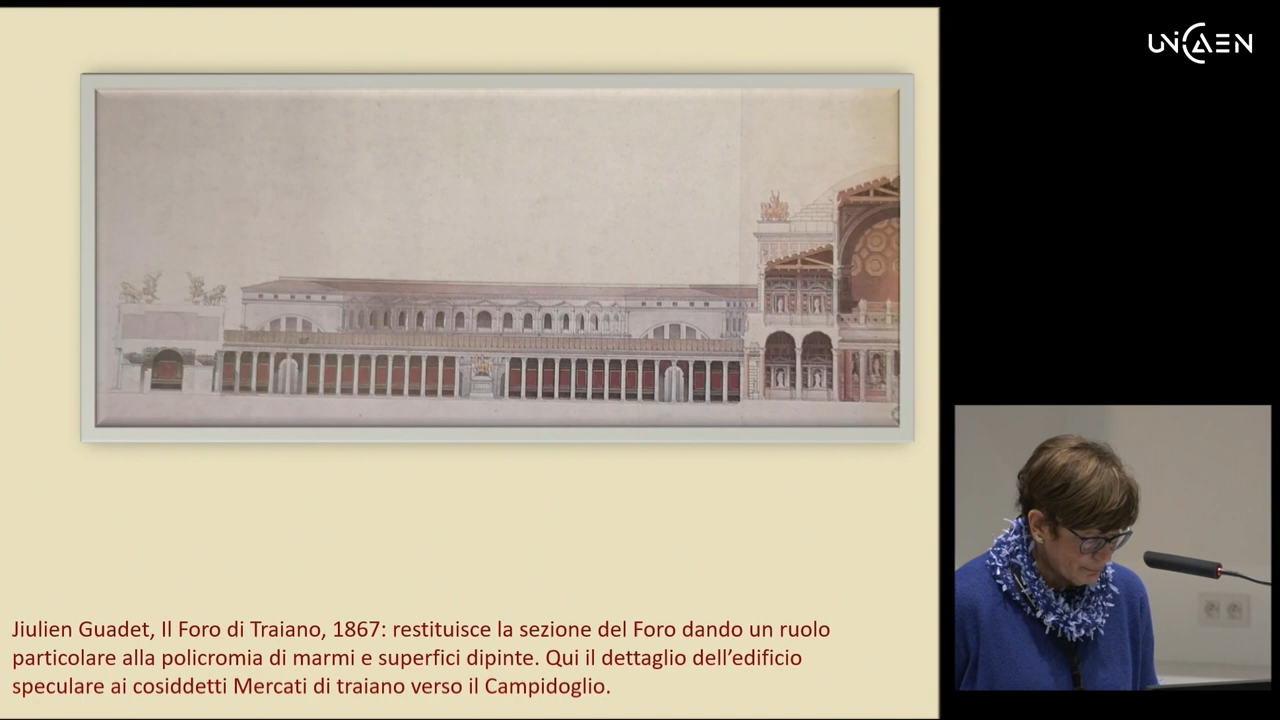 UNICAEN
Jiulien Guadet, Il Foro di Traiano, 1867: restituisce la sezione del Foro dando un ruolo
particolare alla policromia di marmi e superfici dipinte. Qui il dettaglio dell’edificio
speculare ai cosiddetti Mercati di traiano verso il Campidoglio.